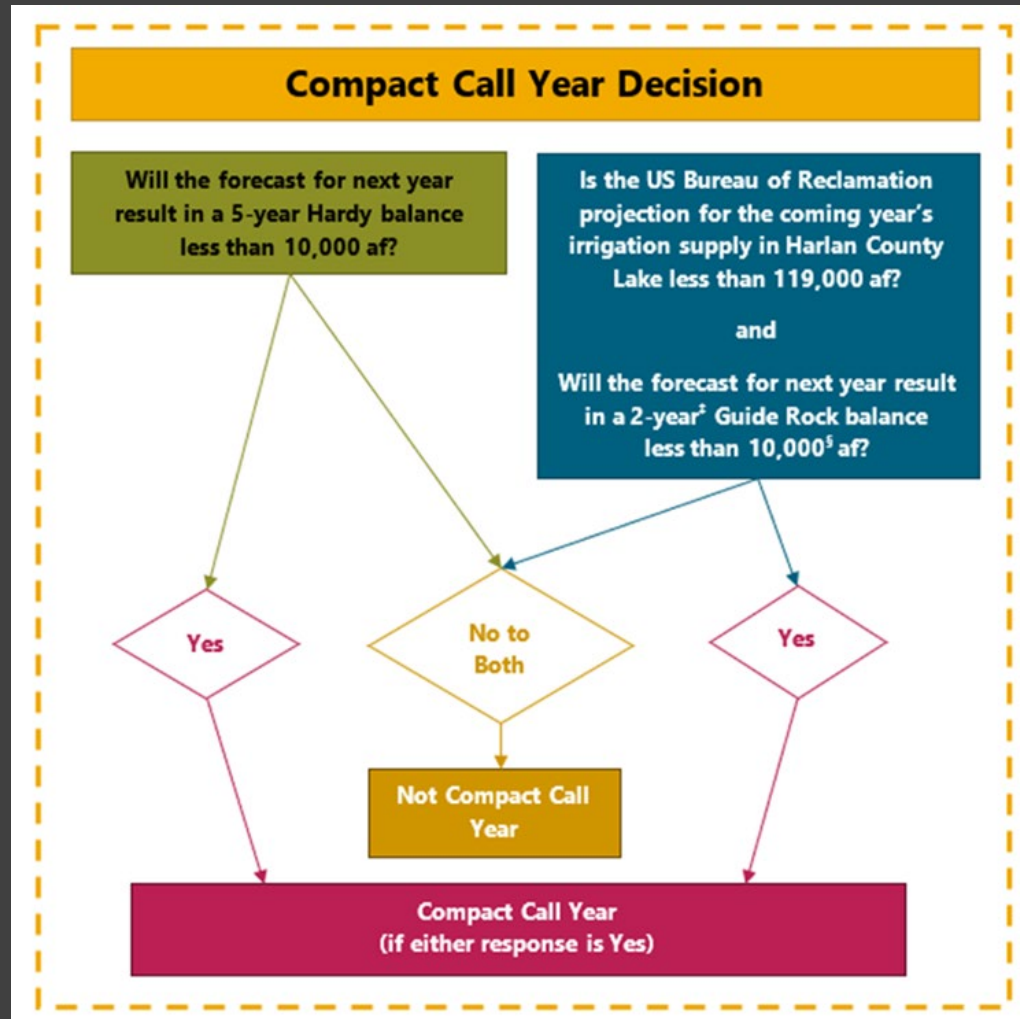 Compact Call Year Decision
Will the forecast for next year
result in a 5-year Hardy balance
less than 10,000 af?
Is the US Bureau of Reclamation
projection for the coming year's
irrigation supply in Harlan County
Lake less than 119,000 af?
and
Will the forecast for next year result
in a 2-year‡ Guide Rock balance
less than 10,000§ af?
Yes
No to
Both
Yes
Not Compact Call
Year
Compact Call Year
(if either response is Yes)